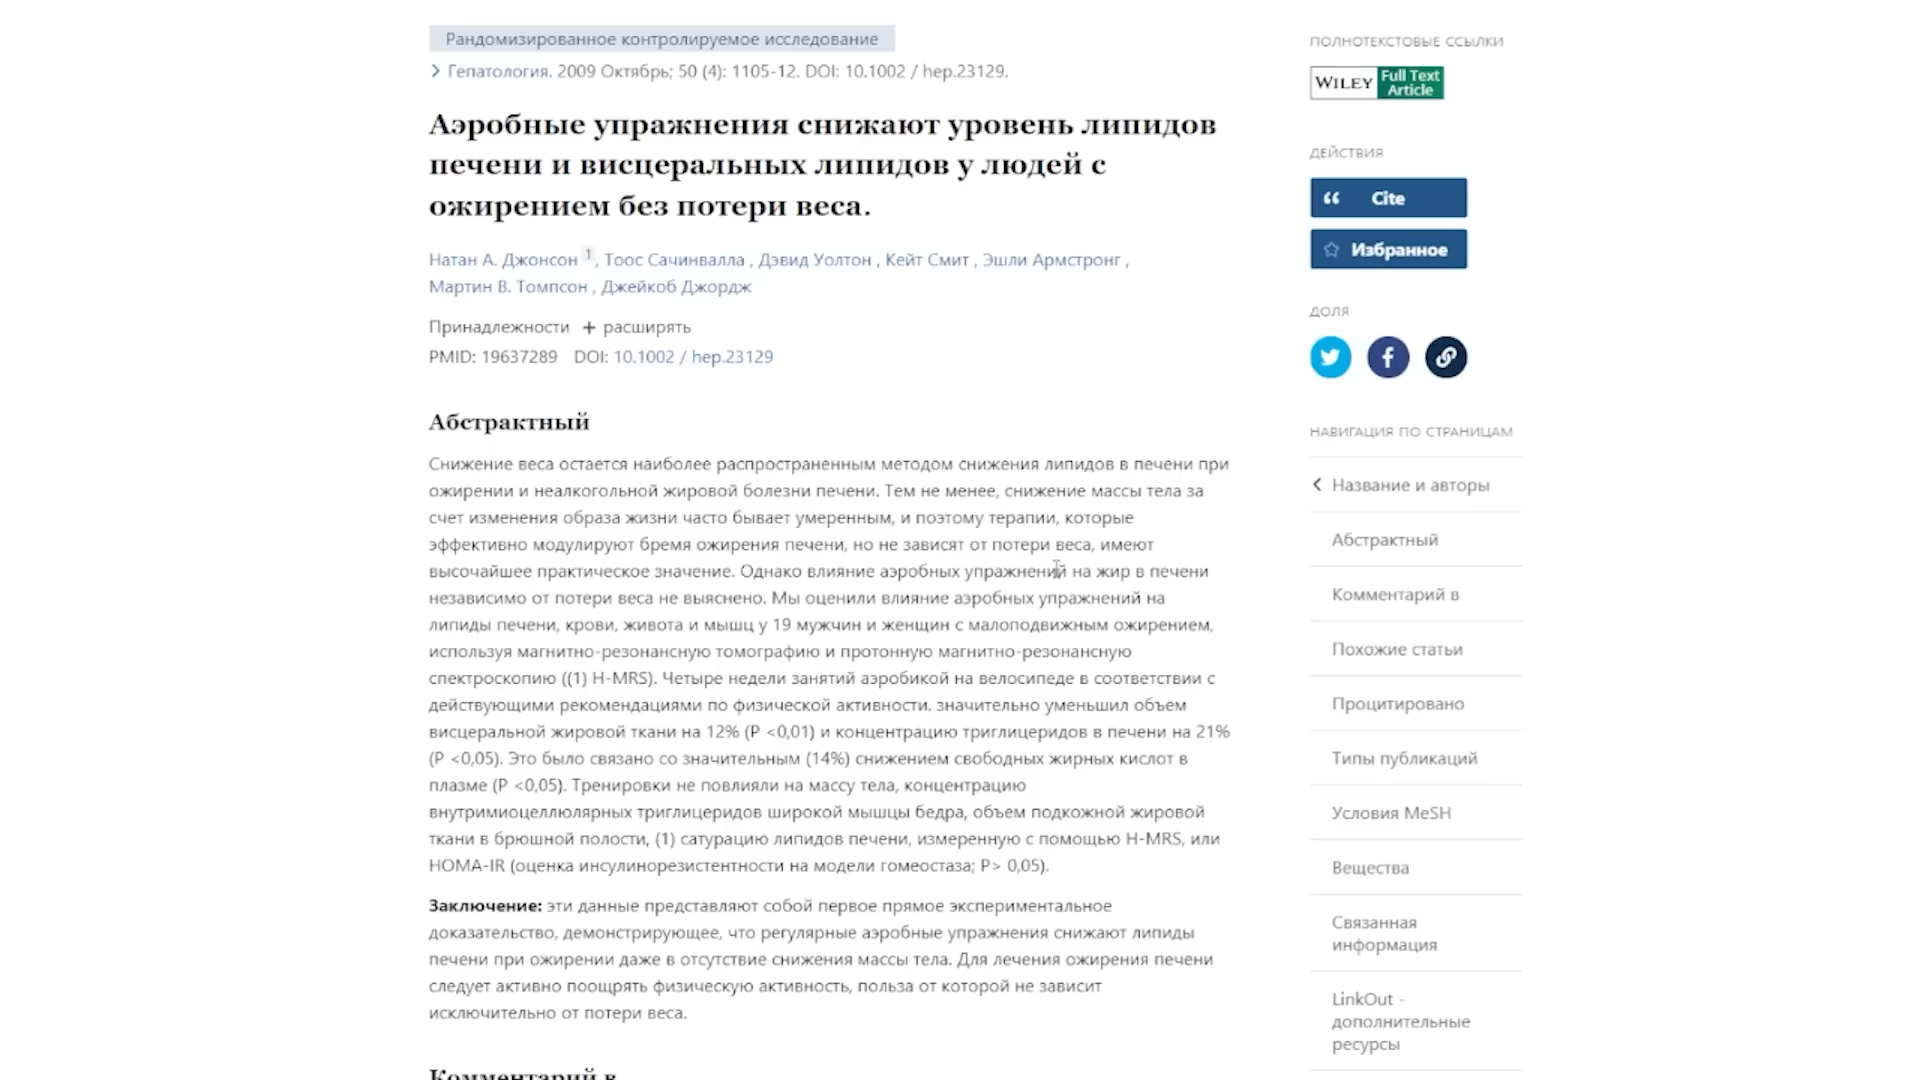 Рандомизированное контролируемое исследование
Гепатология. 2009 Октябрь; 50 (4): 1105-12. DOI: 10.1002 / hep.23129.
Аэробные упражнения снижают уровень липидов
печени и висцеральных липидов у людей с
ожирением без потери веса.
Натан А. Джонсон 1 , Тоос Сачинвалла , Дэвид Уолтон , Кейт Смит , Эшли Армстронг ,
Мартин В. Томпсон , Джейкоб Джордж
Принадлежности + расширять
PMID: 19637289 DOI: 10.1002 / hep.23129
Абстрактный
Снижение веса остается наиболее распространенным методом снижения липидов в печени при
ожирении и неалкогольной жировой болезни печени. Тем не менее, снижение массы тела за
счет изменения образа жизни часто бывает умеренным, и поэтому терапии, которые
эффективно модулируют бремя ожирения печени, но не зависят от потери веса, имеют
высочайшее практическое значение. Однако влияние аэробных упражнений на жир в печени
независимо от потери веса не выяснено. Мы оценили влияние аэробных упражнений на
липиды печени, крови, живота и мышц у 19 мужчин и женщин с малоподвижным ожирением,
используя магнитно-резонансную томографию и протонную магнитно-резонансную
спектроскопию ((1) H-MRS). Четыре недели занятий аэробикой на велосипеде в соответствии с
действующими рекомендациями по физической активности. значительно уменьшил объем
висцеральной жировой ткани на 12% (P <0,01) и концентрацию триглицеридов в печени на 21%
(P <0,05). Это было связано со значительным (14%) снижением свободных жирных кислот в
плазме (P <0,05). Тренировки не повлияли на массу тела, концентрацию
внутримиоцеллюлярных триглицеридов широкой мышцы бедра, объем подкожной жировой
ткани в брюшной полости, (1) сатурацию липидов печени, измеренную с помощью H-MRS, или
HOMA-IR (оценка инсулинорезистентности на модели гомеостаза; P> 0,05).
Заключение: эти данные представляют собой первое прямое экспериментальное
доказательство, демонстрирующее, что регулярные аэробные упражнения снижают липиды
печени при ожирении даже в отсутствие снижения массы тела. Для лечения ожирения печени
следует активно поощрять физическую активность, польза от которой не зависит
исключительно от потери веса.
Комментарий в
ПОЛНОТЕКСТОВЫЕ ССЫЛКИ
WILEY Full Text
Article
ДЕЙСТВИЯ
Cite
Избранное
ДОЛЯ
НАВИГАЦИЯ ПО СТРАНИЦАМ
Название и авторы
Абстрактный
Комментарий в
Похожие статьи
Процитировано
Типы публикаций
Условия MeSH
Вещества
Связанная
информация
LinkOut -
дополнительные
ресурсы